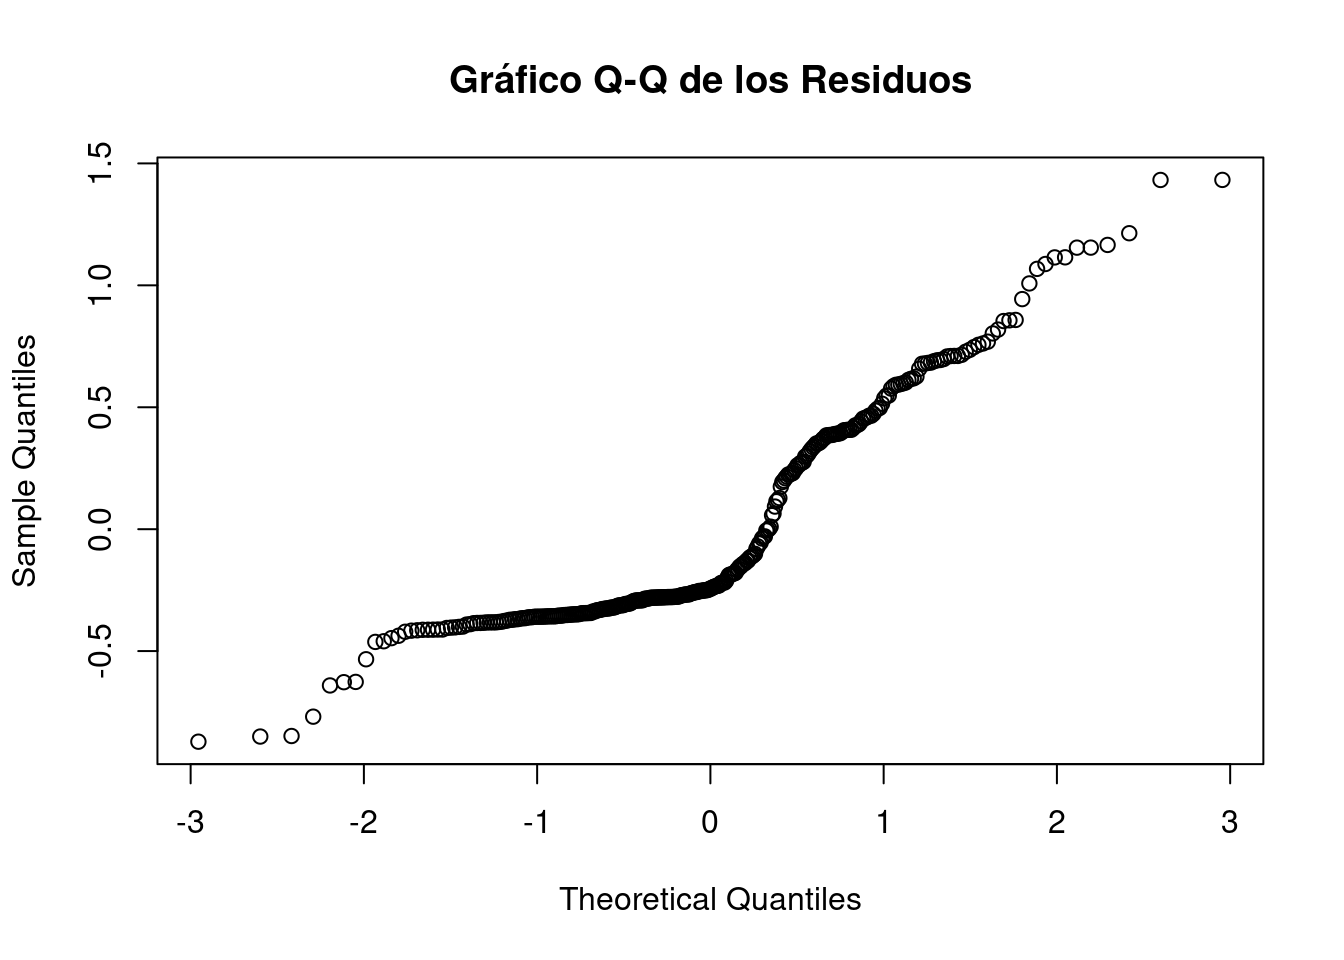 Gráfico Q-Q de los Residuos
Sample Quantiles
1.5
1.0
0.5
0.0
-0.5
-3 -2 -1 0 1 2 3
Theoretical Quantiles